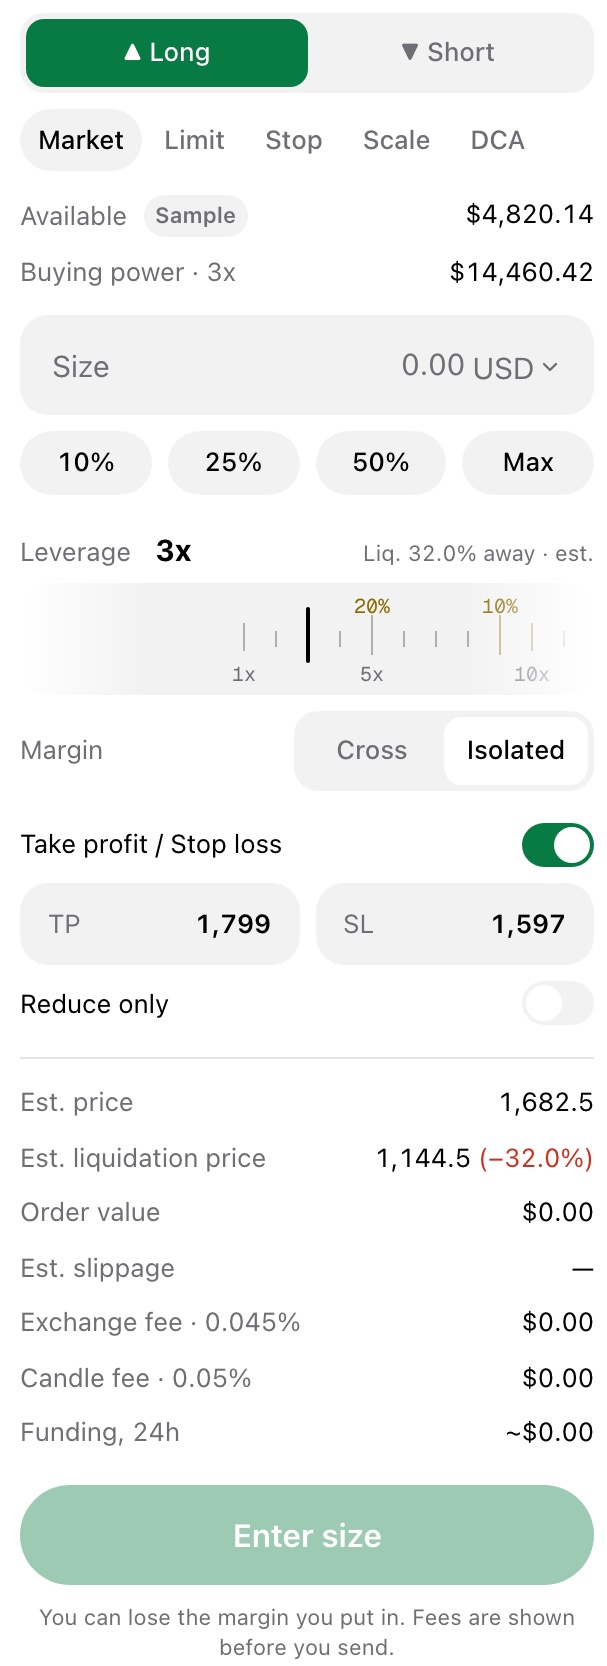 ▲ Long ▼ Short
Market Limit Stop Scale DCA
Available Sample $4,820.14
Buying power · 3x $14,460.42
Size 0.00 USD
10% 25% 50% Max
Leverage 3x Liq. 32.0% away · est.
20% 10%
1x 5x 10x
Margin Cross Isolated
Take profit / Stop loss
TP 1,799 SL 1,597
Reduce only
Est. price 1,682.5
Est. liquidation price 1,144.5 (−32.0%)
Order value $0.00
Est. slippage —
Exchange fee · 0.045% $0.00
Candle fee · 0.05% $0.00
Funding, 24h ~$0.00
Enter size
You can lose the margin you put in. Fees are shown
before you send.